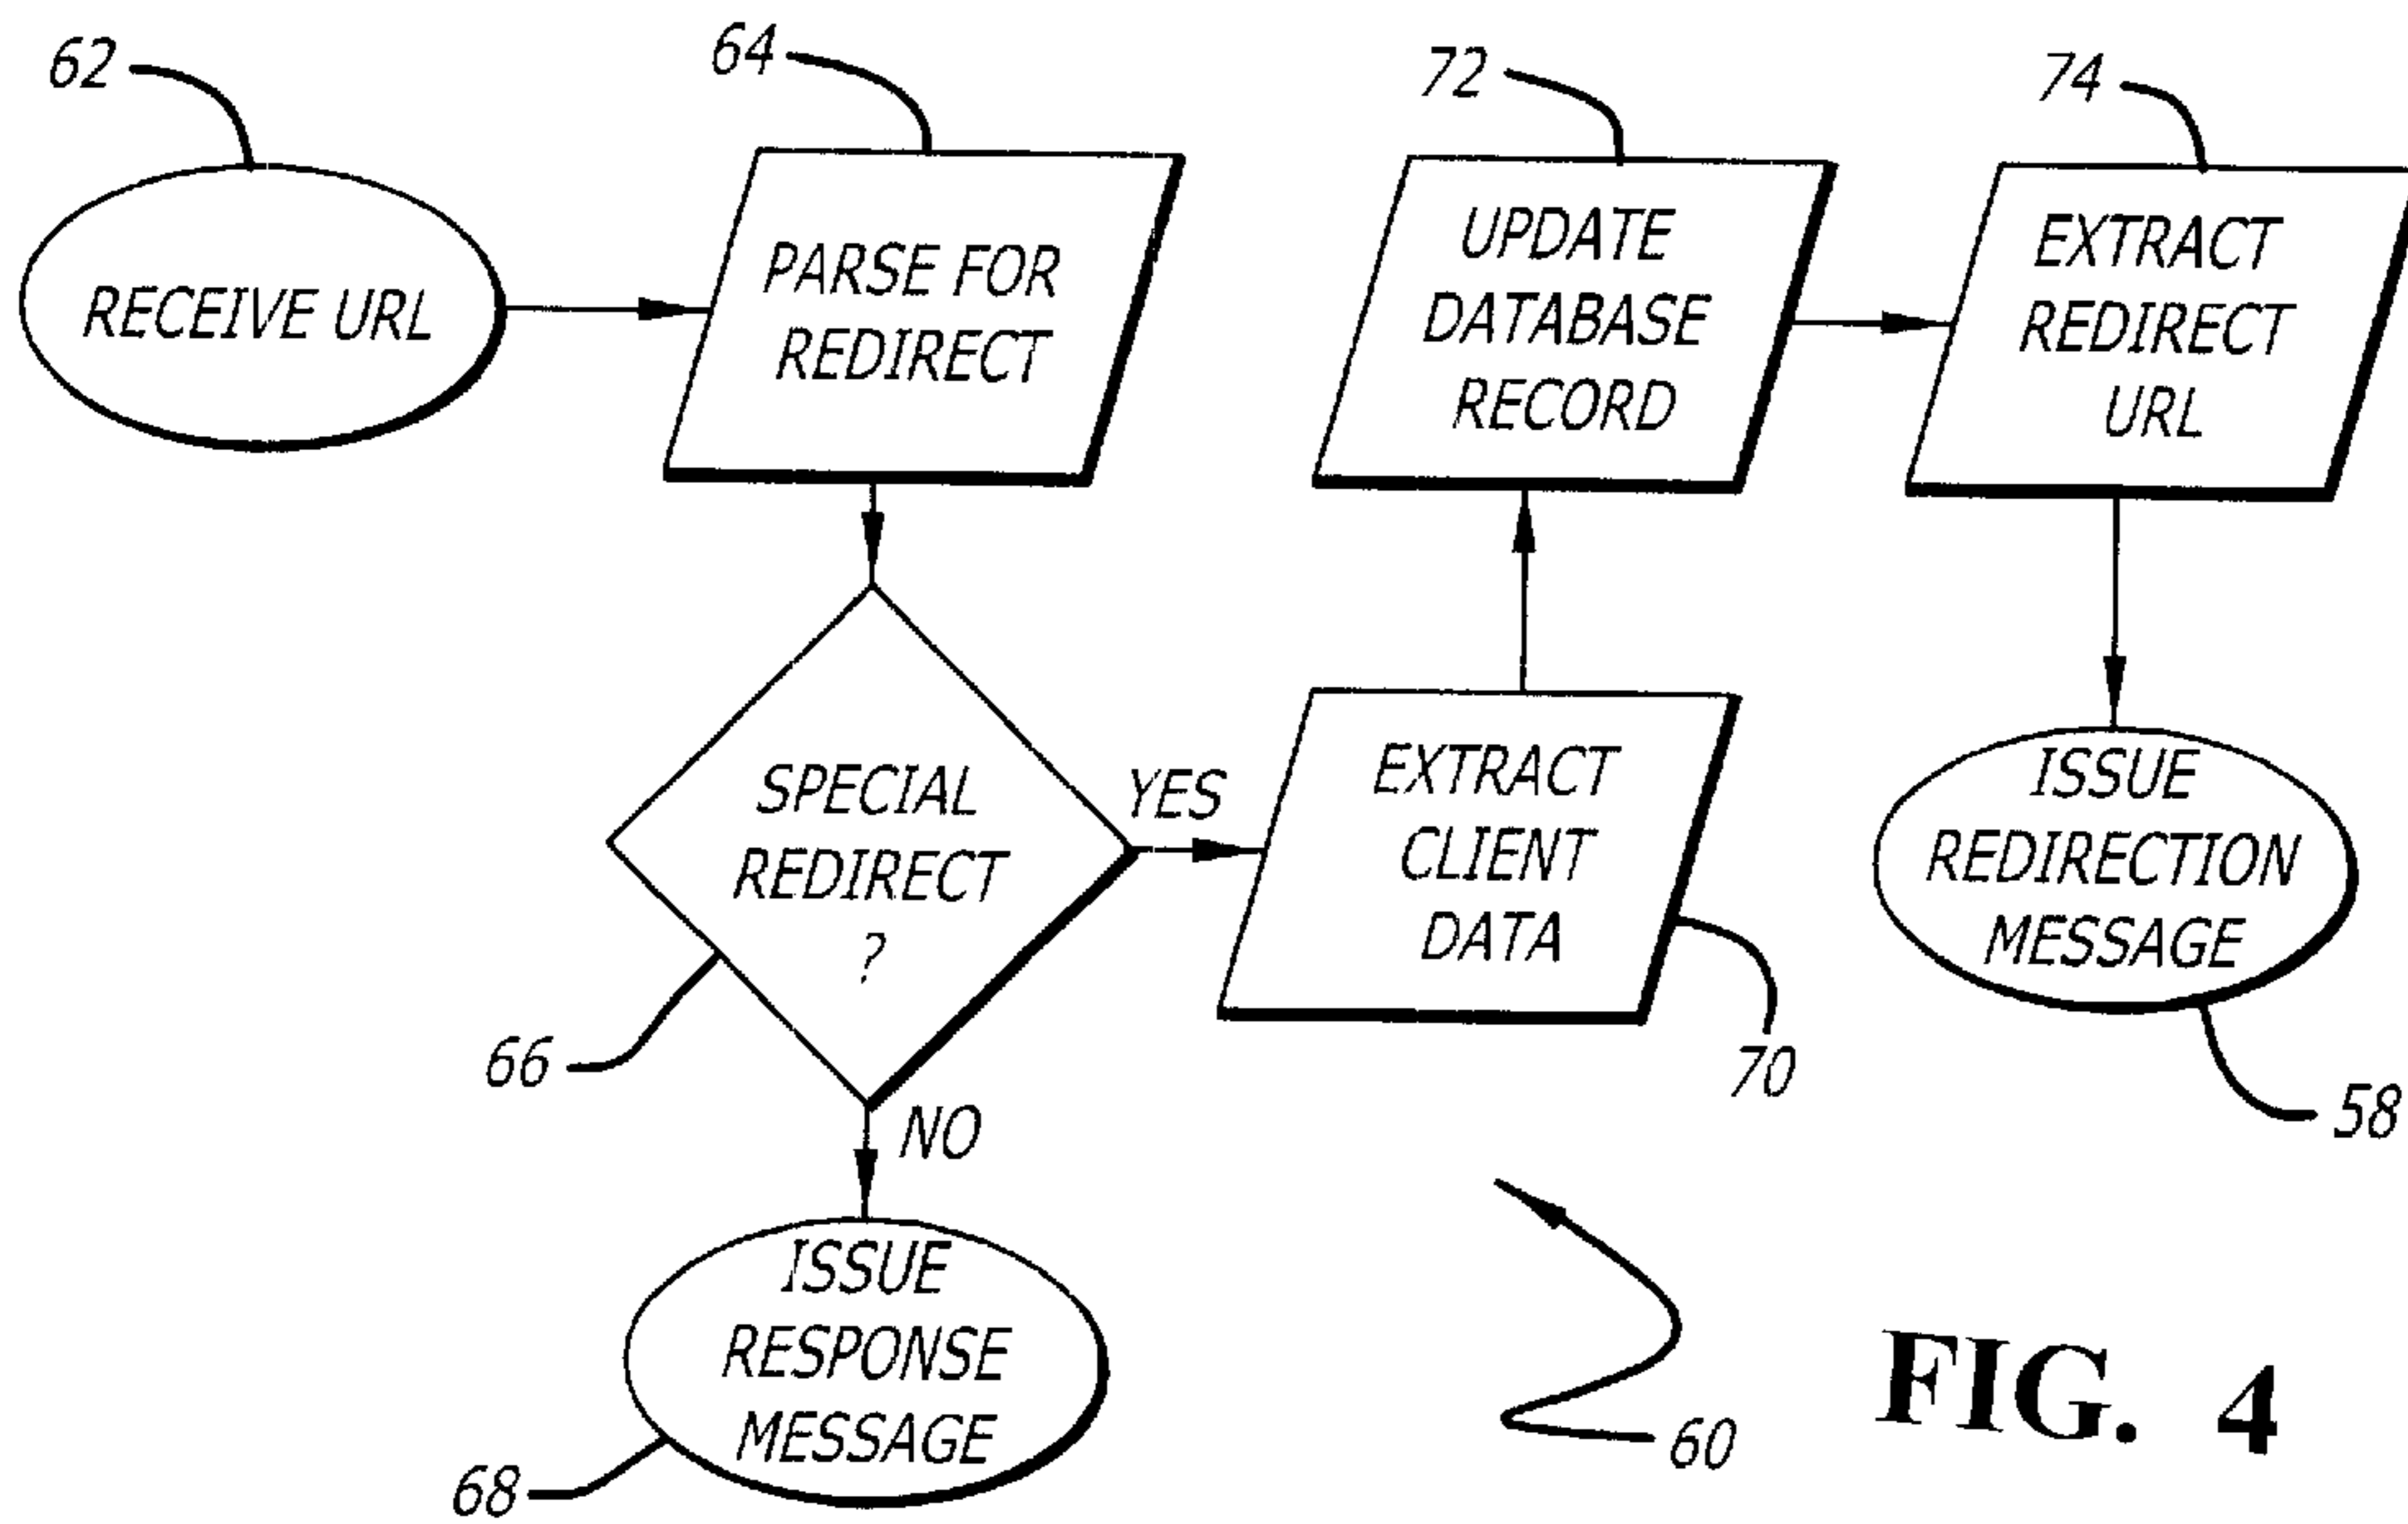 62
64
72
74
RECEIVE URL
PARSE FOR
REDIRECT
UPDATE
DATABASE
RECORD
EXTRACT
REDIRECT
URL
SPECIAL
REDIRECT
?
YES
NO
66
EXTRACT
CLIENT
DATA
70
ISSUE
REDIRECTION
MESSAGE
58
ISSUE
RESPONSE
MESSAGE
68
60
FIG. 4